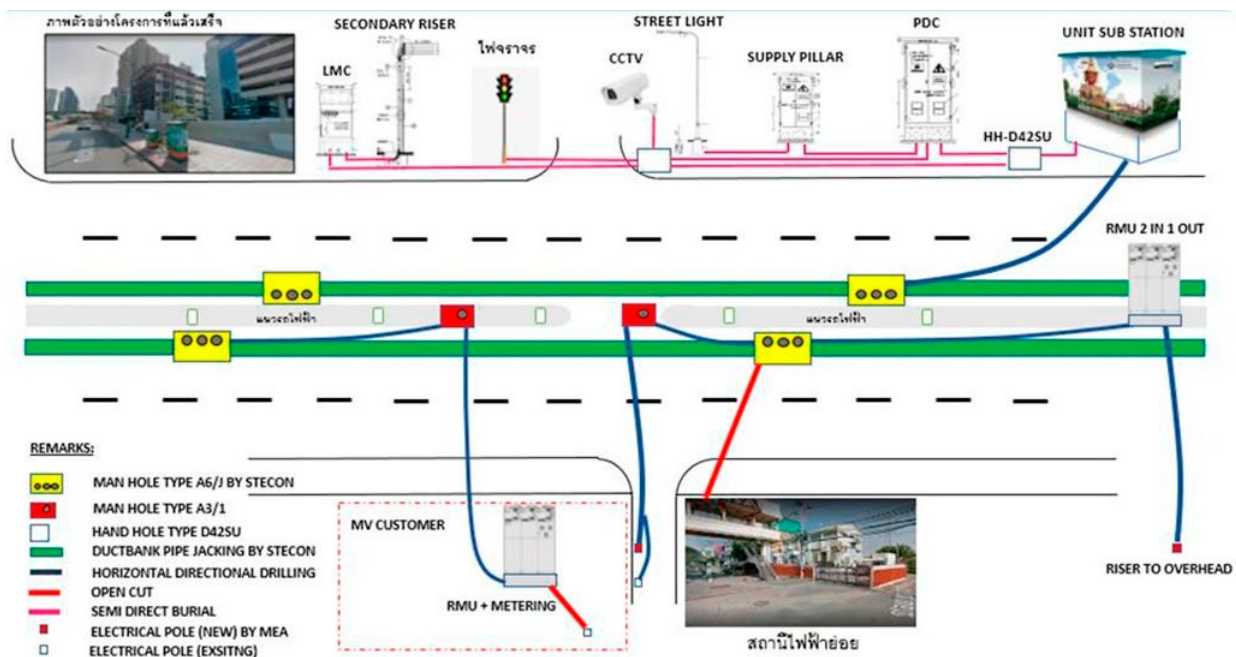 ภาพตัวอย่างโครงการที่แล้วเสร็จ
SECONDARY RISER
STREET LIGHT
PDC
UNIT SUB STATION
LMC
ไฟจราจร
CCTV
SUPPLY PILLAR
HH-D42SU
RMU 2 IN 1 OUT
แนวรถไฟฟ้า
แนวรถไฟฟ้า
REMARKS:
MAN HOLE TYPE A6/J BY STECON
MAN HOLE TYPE A3/1
HAND HOLE TYPE D42SU
DUCTBANK PIPE JACKING BY STECON
HORIZONTAL DIRECTIONAL DRILLING
OPEN CUT
SEMI DIRECT BURIAL
ELECTRICAL POLE (NEW) BY MEA
ELECTRICAL POLE (EXSITNG)
MV CUSTOMER
RMU + METERING
สถานีไฟฟ้าย่อย
RISER TO OVERHEAD